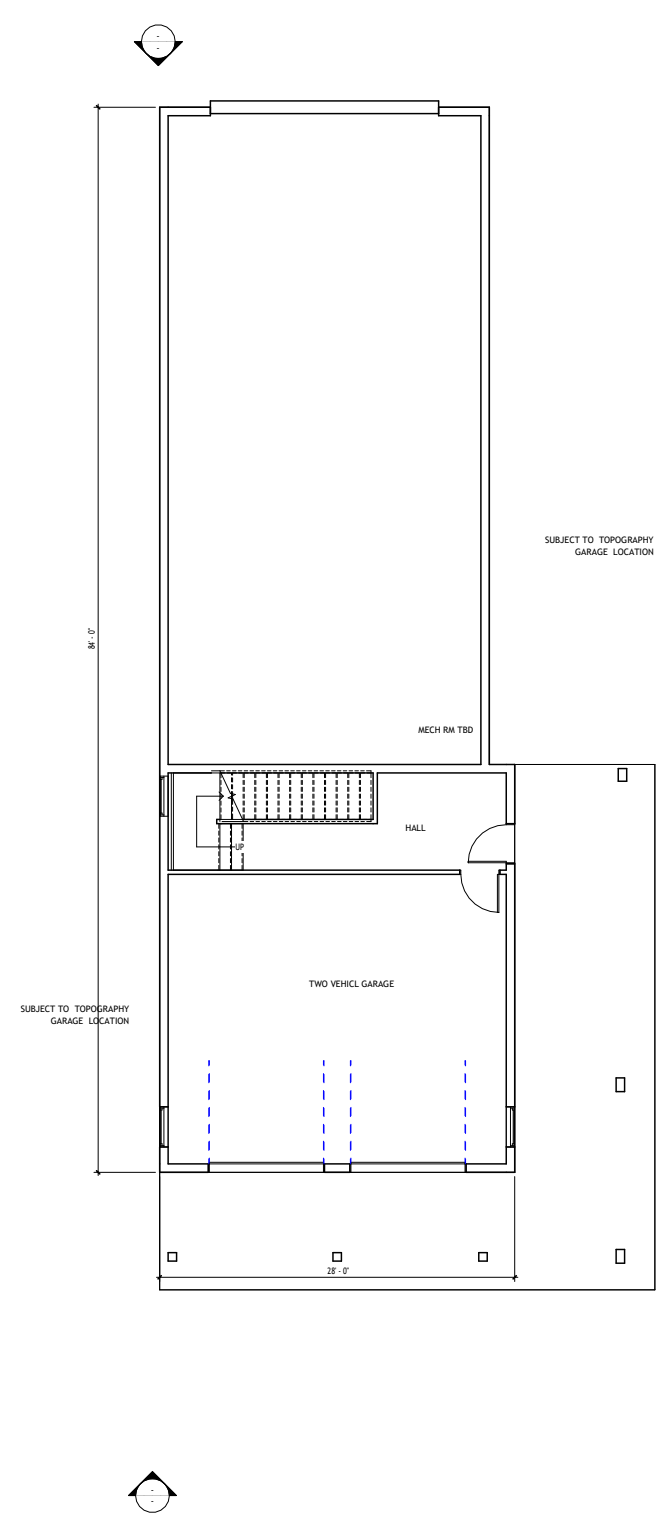 -
-
SUBJECT TO TOPOGRAPHY
GARAGE LOCATION
84' - 0"
MECH RM TBD
HALL
UP
TWO VEHICL GARAGE
SUBJECT TO TOPOGRAPHY
GARAGE LOCATION
28' - 0"
-
-